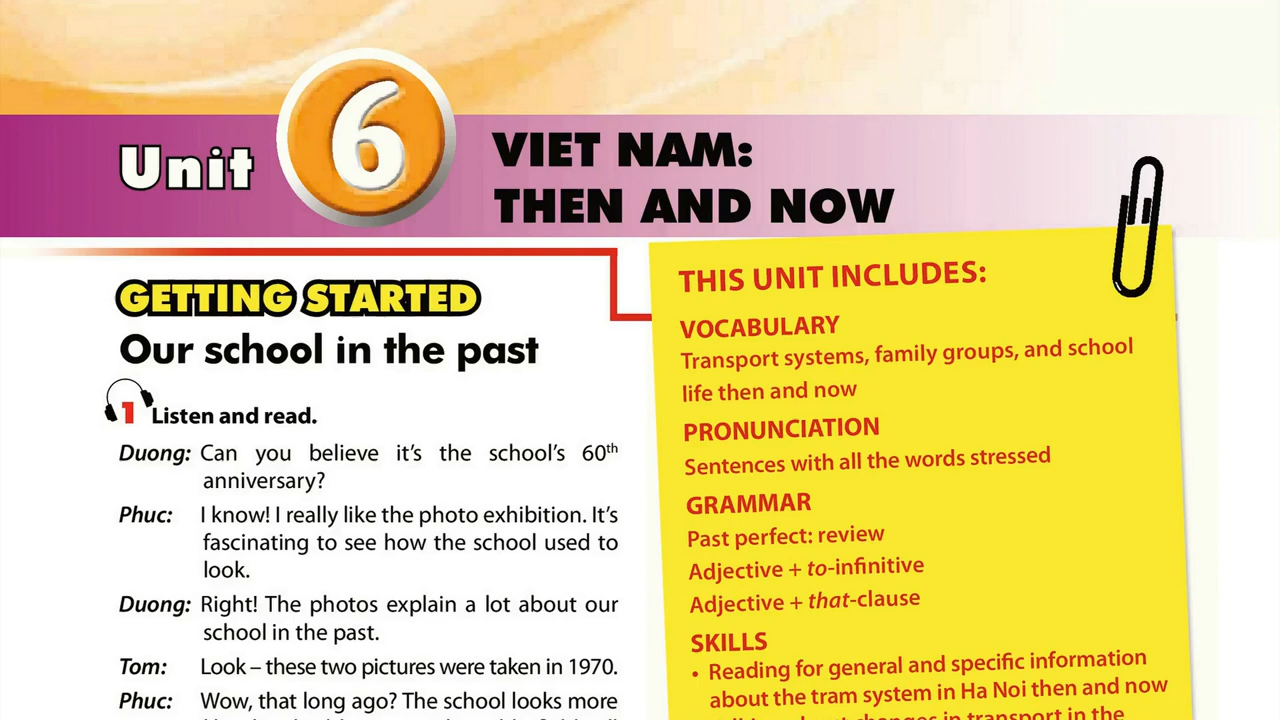 Unit 6
VIET NAM:
THEN AND NOW
GETTING STARTED
Our school in the past
1 Listen and read.
Duong: Can you believe it's the school's 60th
anniversary?
Phuc: I know! I really like the photo exhibition. It's
fascinating to see how the school used to
look.
Duong: Right! The photos explain a lot about our
school in the past.
Tom: Look – these two pictures were taken in 1970.
Phuc: Wow, that long ago? The school looks more
THIS UNIT INCLUDES:
VOCABULARY
Transport systems, family groups, and school
life then and now
PRONUNCIATION
Sentences with all the words stressed
GRAMMAR
Past perfect: review
Adjective + to-infinitive
Adjective + that-clause
SKILLS
• Reading for general and specific information
about the tram system in Ha Noi then and now
changes in transport in the